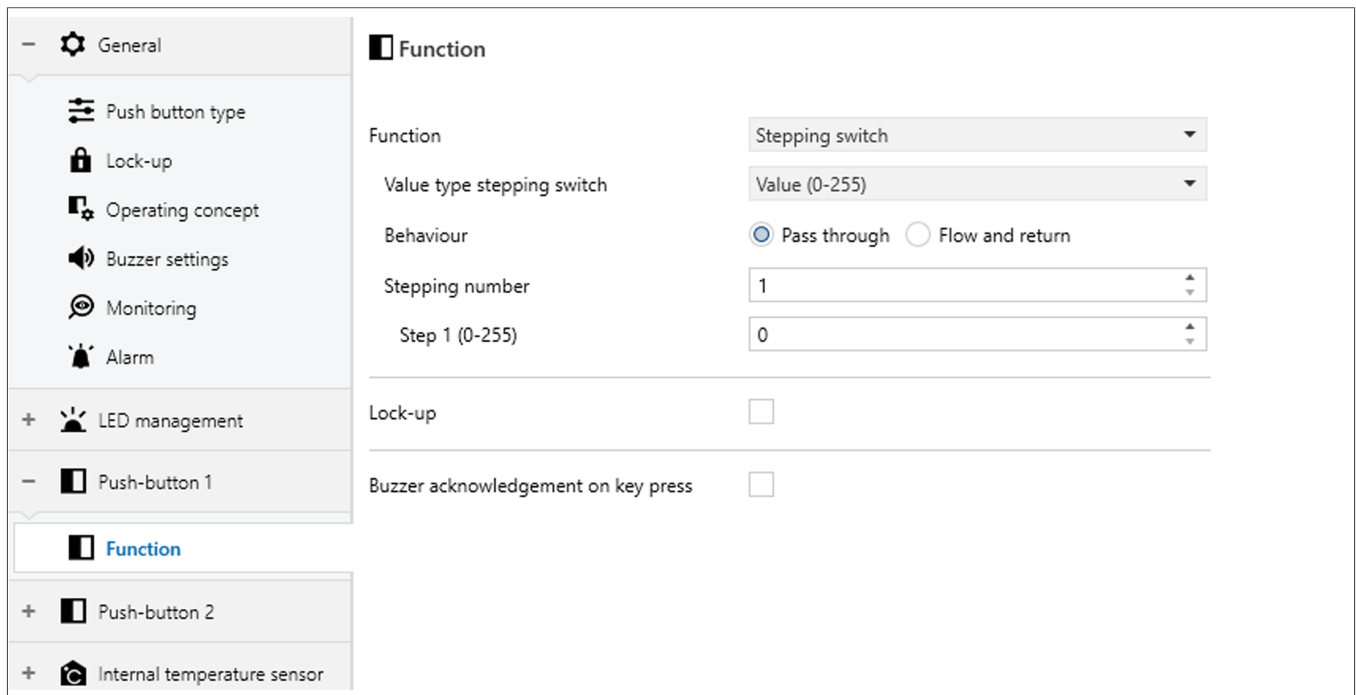 General
Push button type
Lock-up
Operating concept
Buzzer settings
Monitoring
Alarm
LED management
Push-button 1
Function
Push-button 2
Internal temperature sensor
Function
Function
Stepping switch
Value type stepping switch
Value (0-255)
Behaviour
Pass through
Flow and return
Stepping number
1
Step 1 (0-255)
0
Lock-up
Buzzer acknowledgement on key press